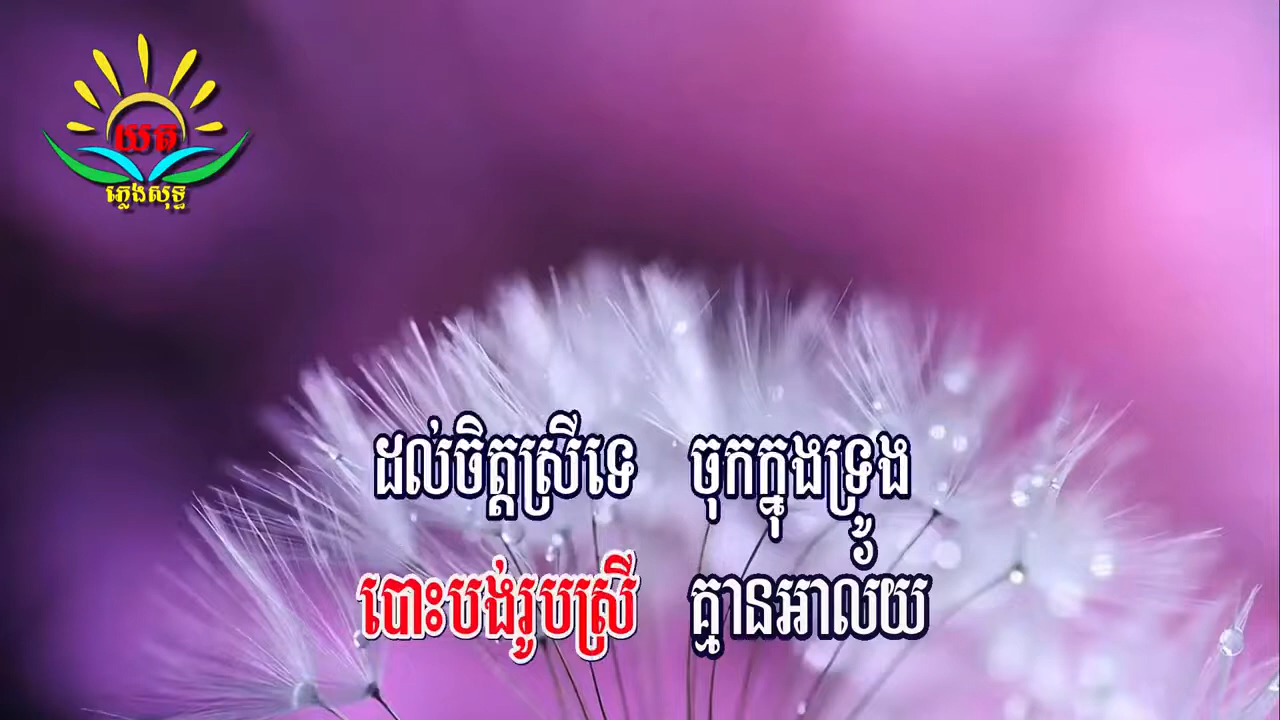 យត
ភ្លេងសុទ្ធ
ដល់ចិត្តស្រីទេ ចុកក្នុងទ្រូង
បោះបង់រូបស្រី គ្មានអាល័យ